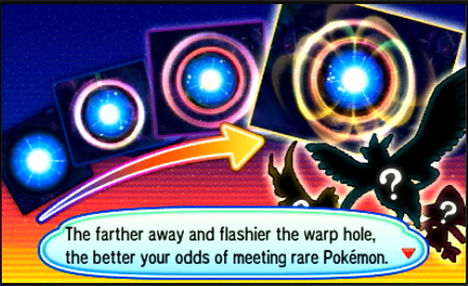 ?
?
?
The farther away and flashier the warp hole,
the better your odds of meeting rare Pokémon.